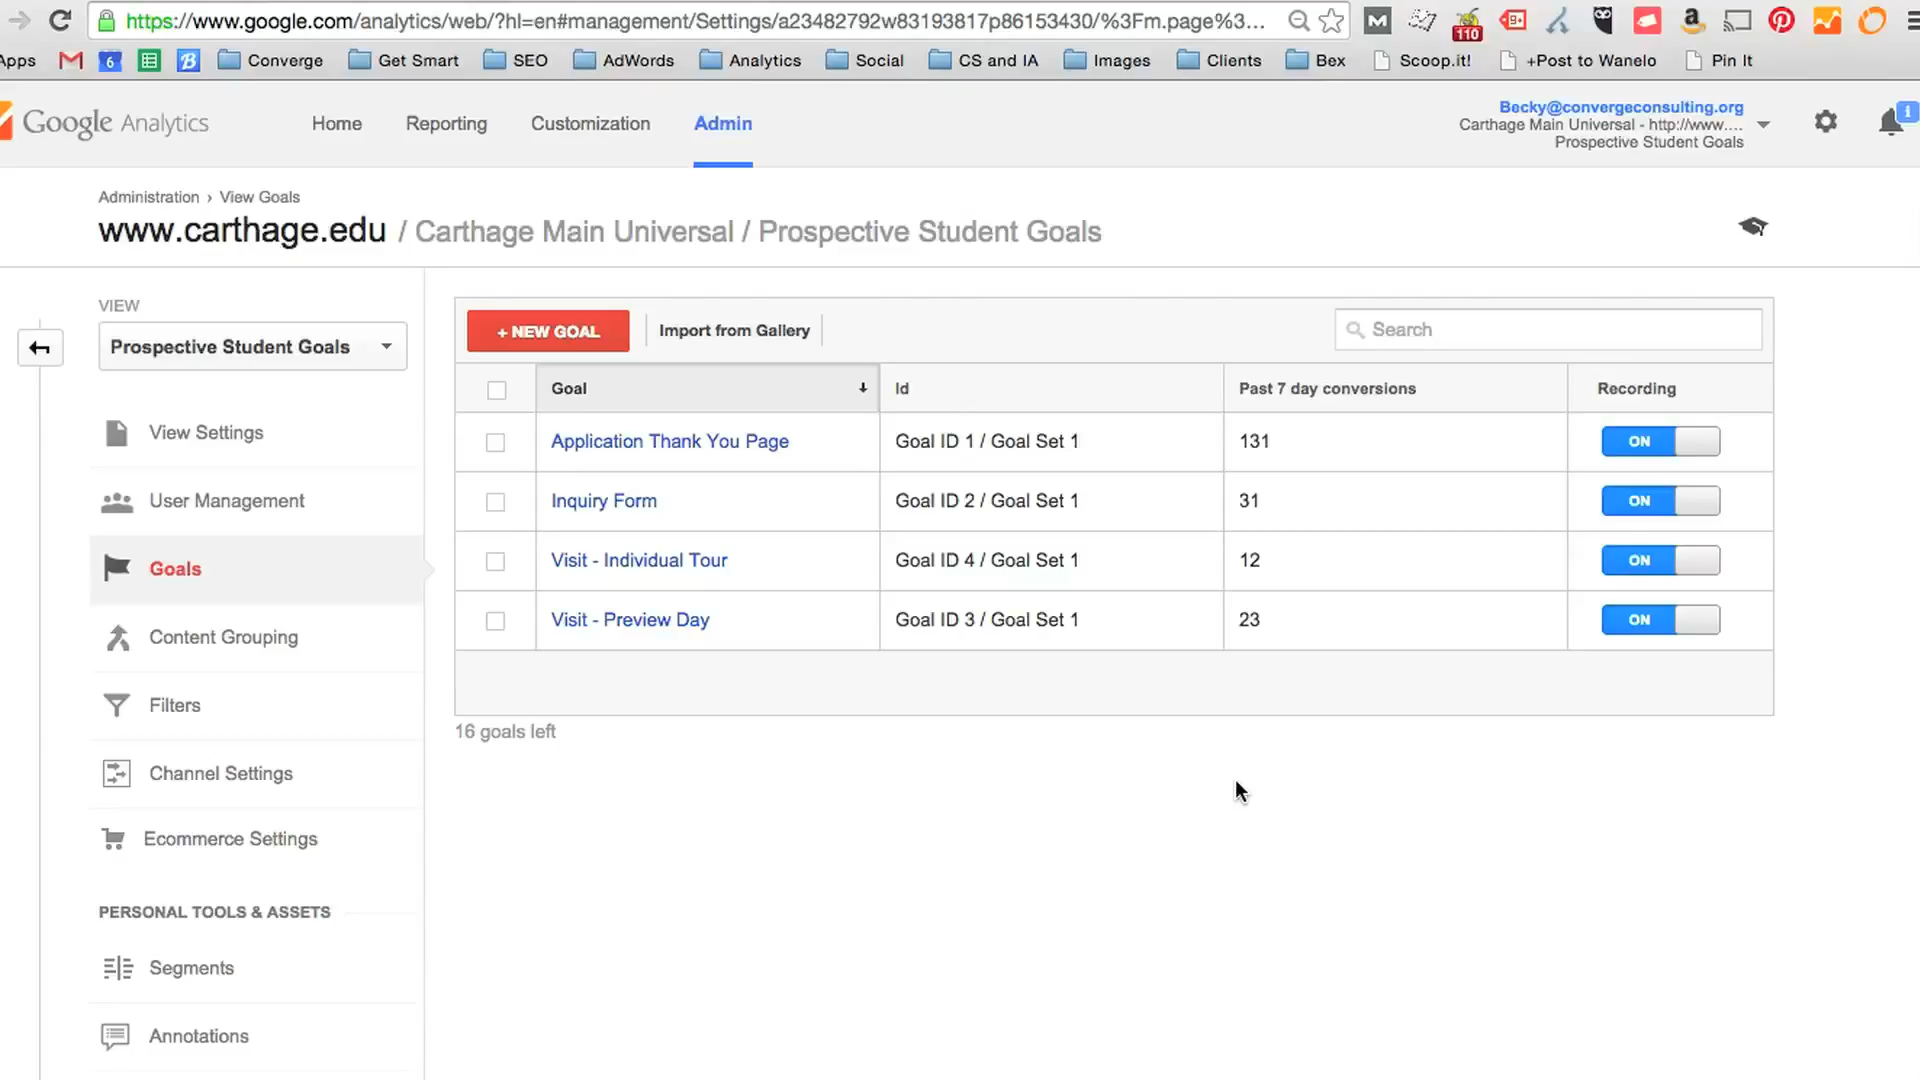 https://www.google.com/analytics/web/?hl=en#management/Settings/a23482792w83193817p86153430/%3Fm.page%3...
110
Apps 6 B Converge Get Smart SEO AdWords Analytics Social CS and IA Images Clients Bex Scoop.it! +Post to Wanelo Pin It
Google Analytics Home Reporting Customization Admin
Becky@convergeconsulting.org
Carthage Main Universal - http://www....
Prospective Student Goals
1
Administration › View Goals
www.carthage.edu / Carthage Main Universal / Prospective Student Goals
VIEW
Prospective Student Goals
View Settings
User Management
Goals
Content Grouping
Filters
Channel Settings
Ecommerce Settings
PERSONAL TOOLS & ASSETS
Segments
Annotations
+ NEW GOAL Import from Gallery Search
Goal Id Past 7 day conversions Recording
Application Thank You Page Goal ID 1 / Goal Set 1 131 ON
Inquiry Form Goal ID 2 / Goal Set 1 31 ON
Visit - Individual Tour Goal ID 4 / Goal Set 1 12 ON
Visit - Preview Day Goal ID 3 / Goal Set 1 23 ON
16 goals left